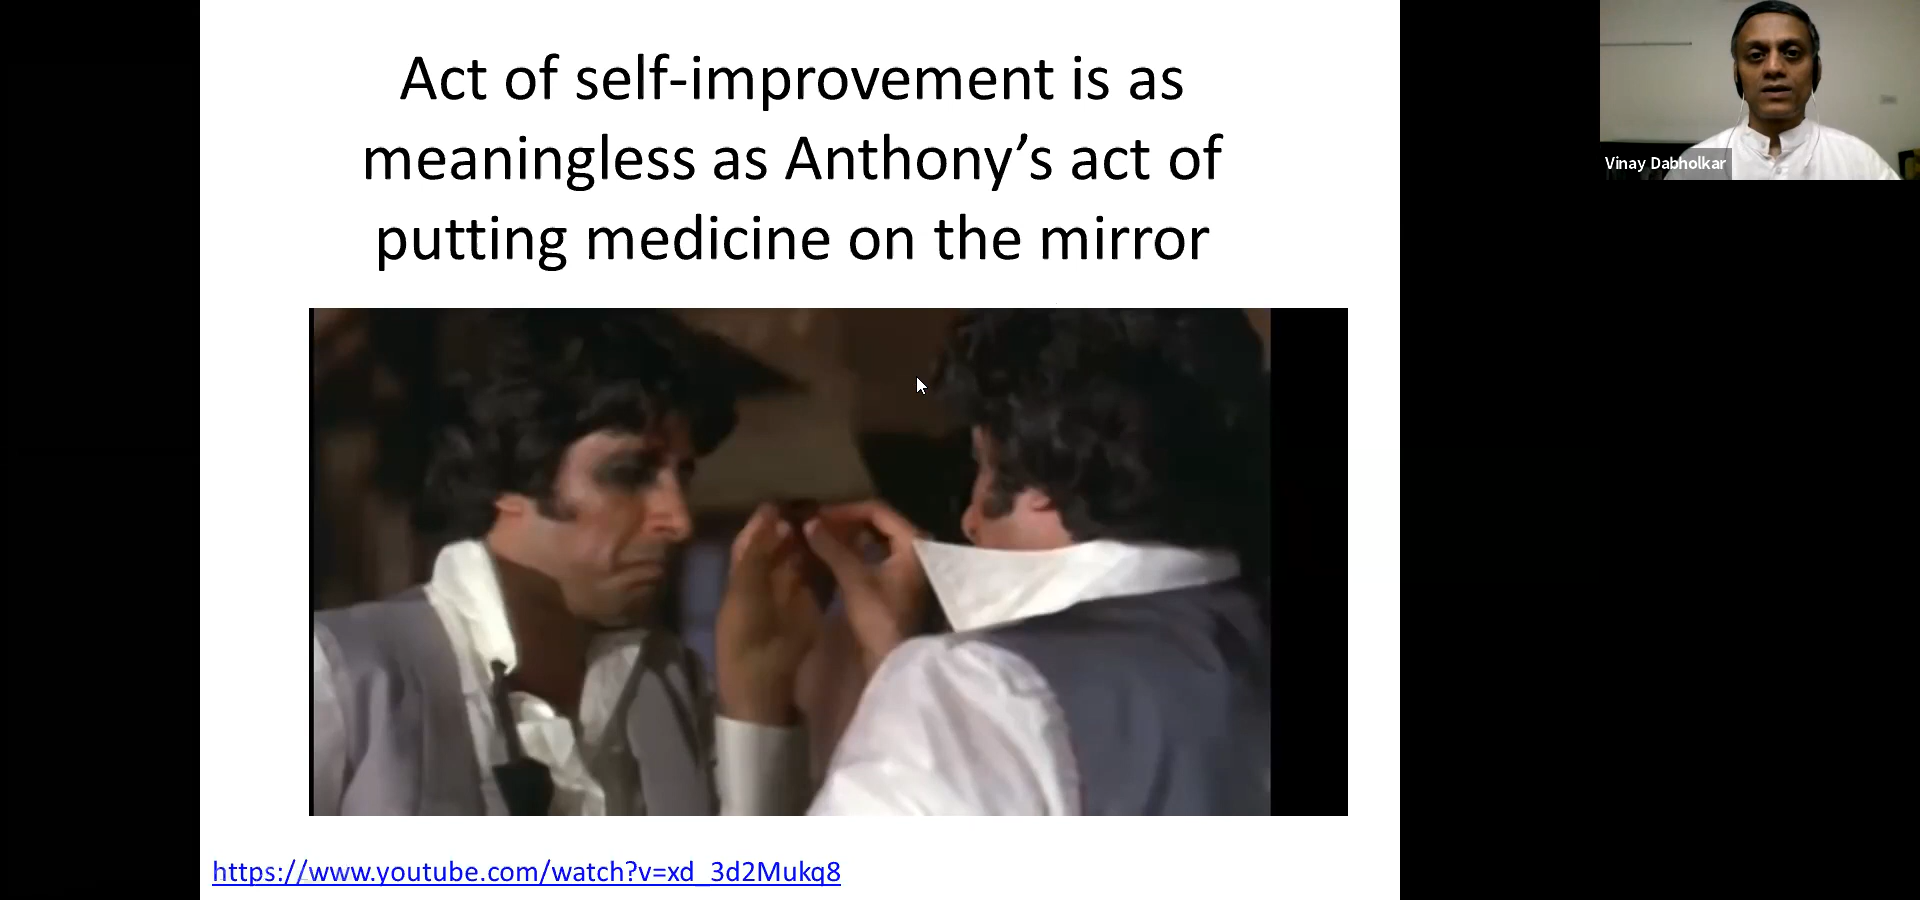 Act of self-improvement is as
meaningless as Anthony’s act of
putting medicine on the mirror
Vinay Dabholkar
https://www.youtube.com/watch?v=xd_3d2Mukq8